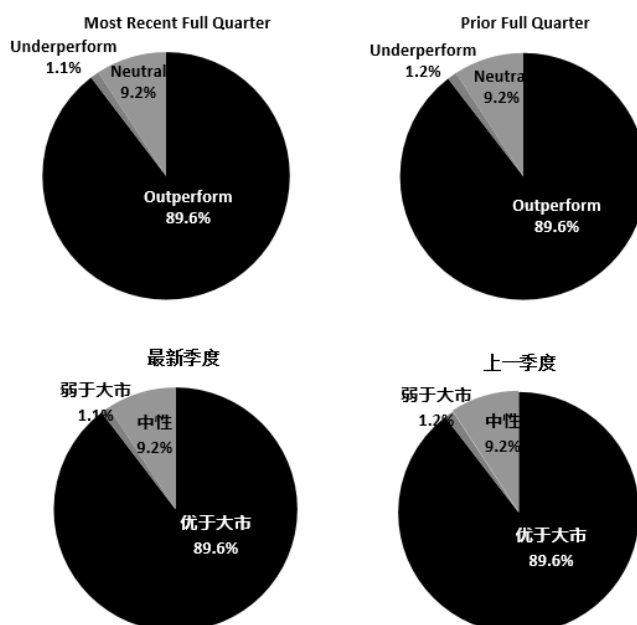 Most Recent Full Quarter
Underperform
1.1%
Neutral
9.2%
Outperform
89.6%
Prior Full Quarter
Underperform
1.2%
Neutra
9.2%
Outperform
89.6%
最新季度
弱于大市
1.1%
中性
9.2%
优于大市
89.6%
上一季度
弱于大市
1.2%
中性
9.2%
优于大市
89.6%